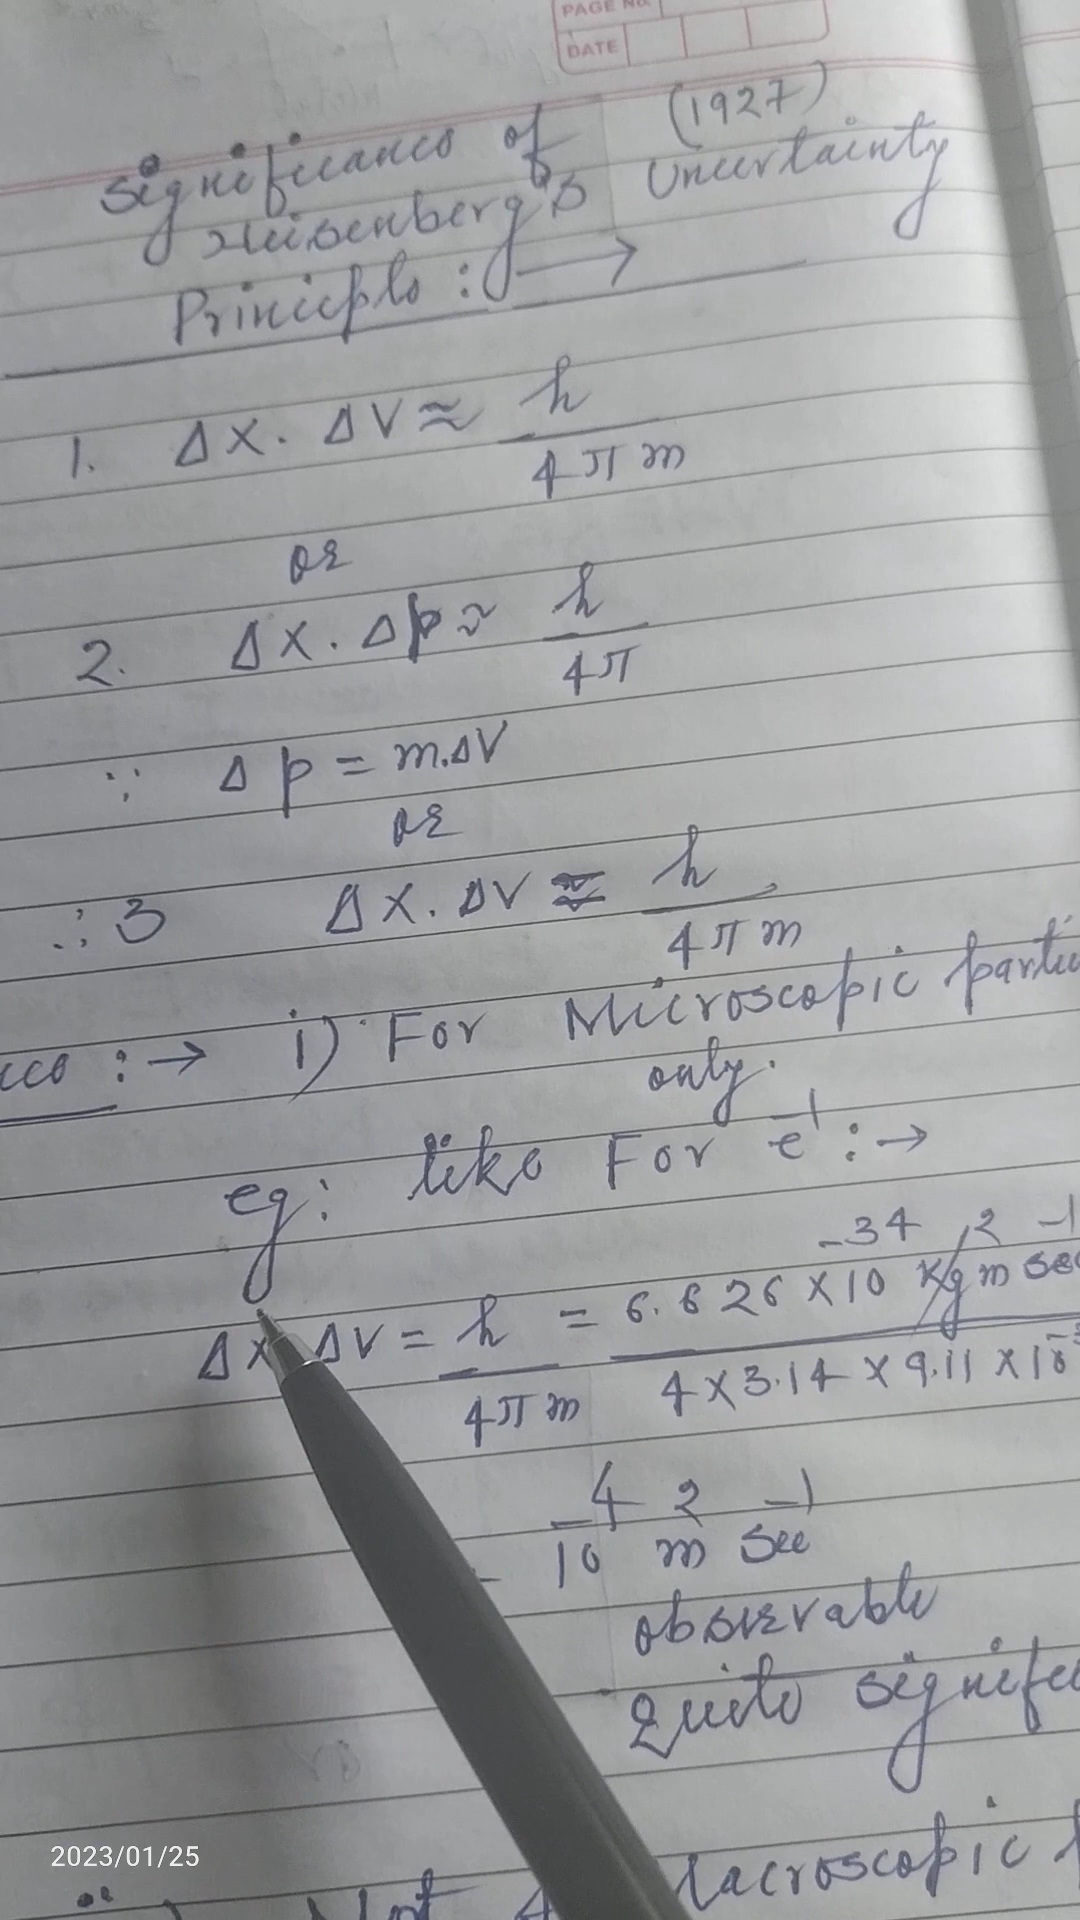 PAGE No.
DATE
(1927)
Significance of
Heisenberg's Uncertainty
Principle :⟶
1. Δx. ΔV ≈ h / 4πm
or
2. Δx. Δp ≈ h / 4π
∵ Δp = m.ΔV
or
∴ 3 Δx. ΔV ≈ h / 4πm
:→ i) For Microscopic
only.
eg: like For e⁻¹ :→
Δx ΔV = h / 4πm = 6.626 × 10⁻³⁴ Kg m² sec⁻¹ / 4 × 3.14 × 9.11 × 10
10⁻⁴ m² sec⁻¹
observable
Quite
Not Macroscopic
2023/01/25